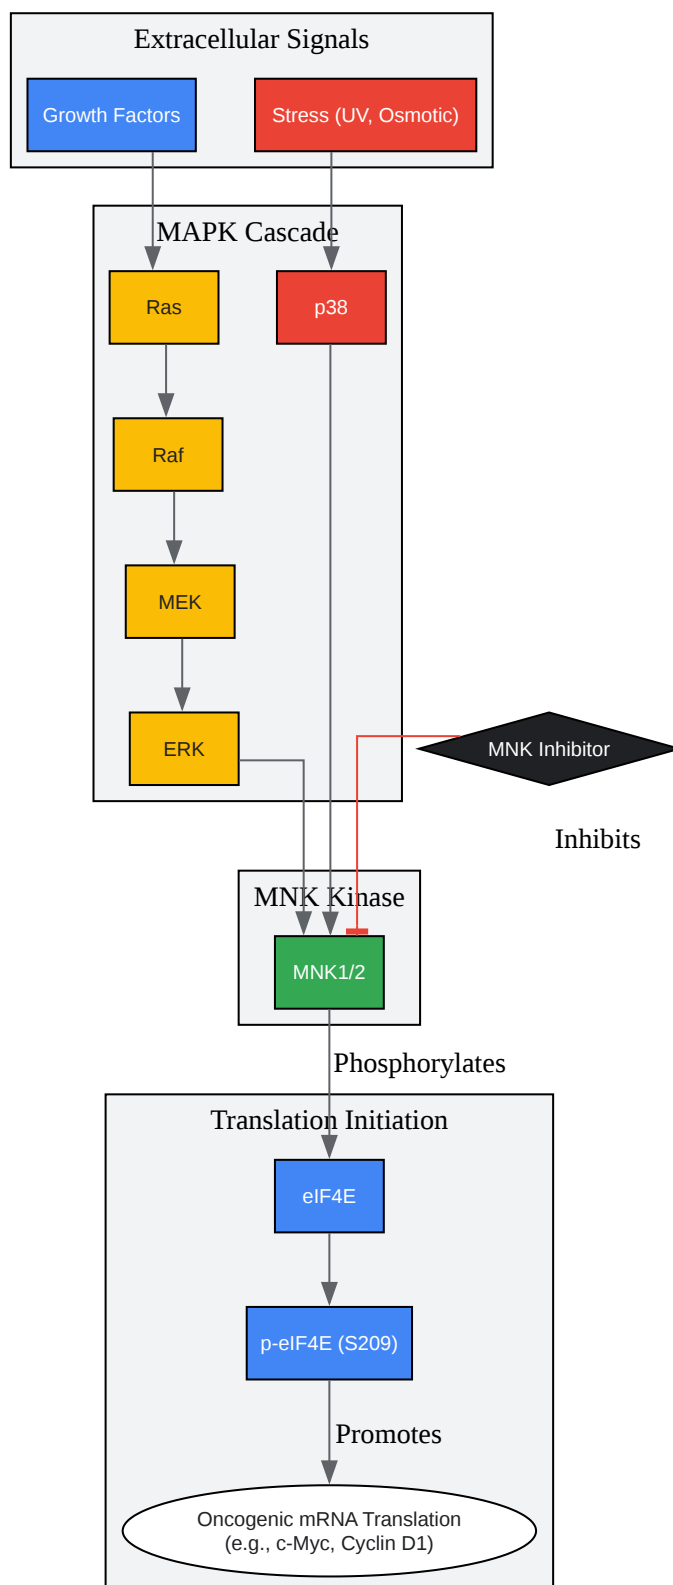 Extracellular Signals
Growth Factors
Stress (UV, Osmotic)
MAPK Cascade
Ras
p38
Raf
MEK
ERK
MNK Inhibitor
Inhibits
MNK Kinase
MNK1/2
Phosphorylates
Translation Initiation
eIF4E
p-eIF4E (S209)
Promotes
Oncogenic mRNA Translation
(e.g., c-Myc, Cyclin D1)